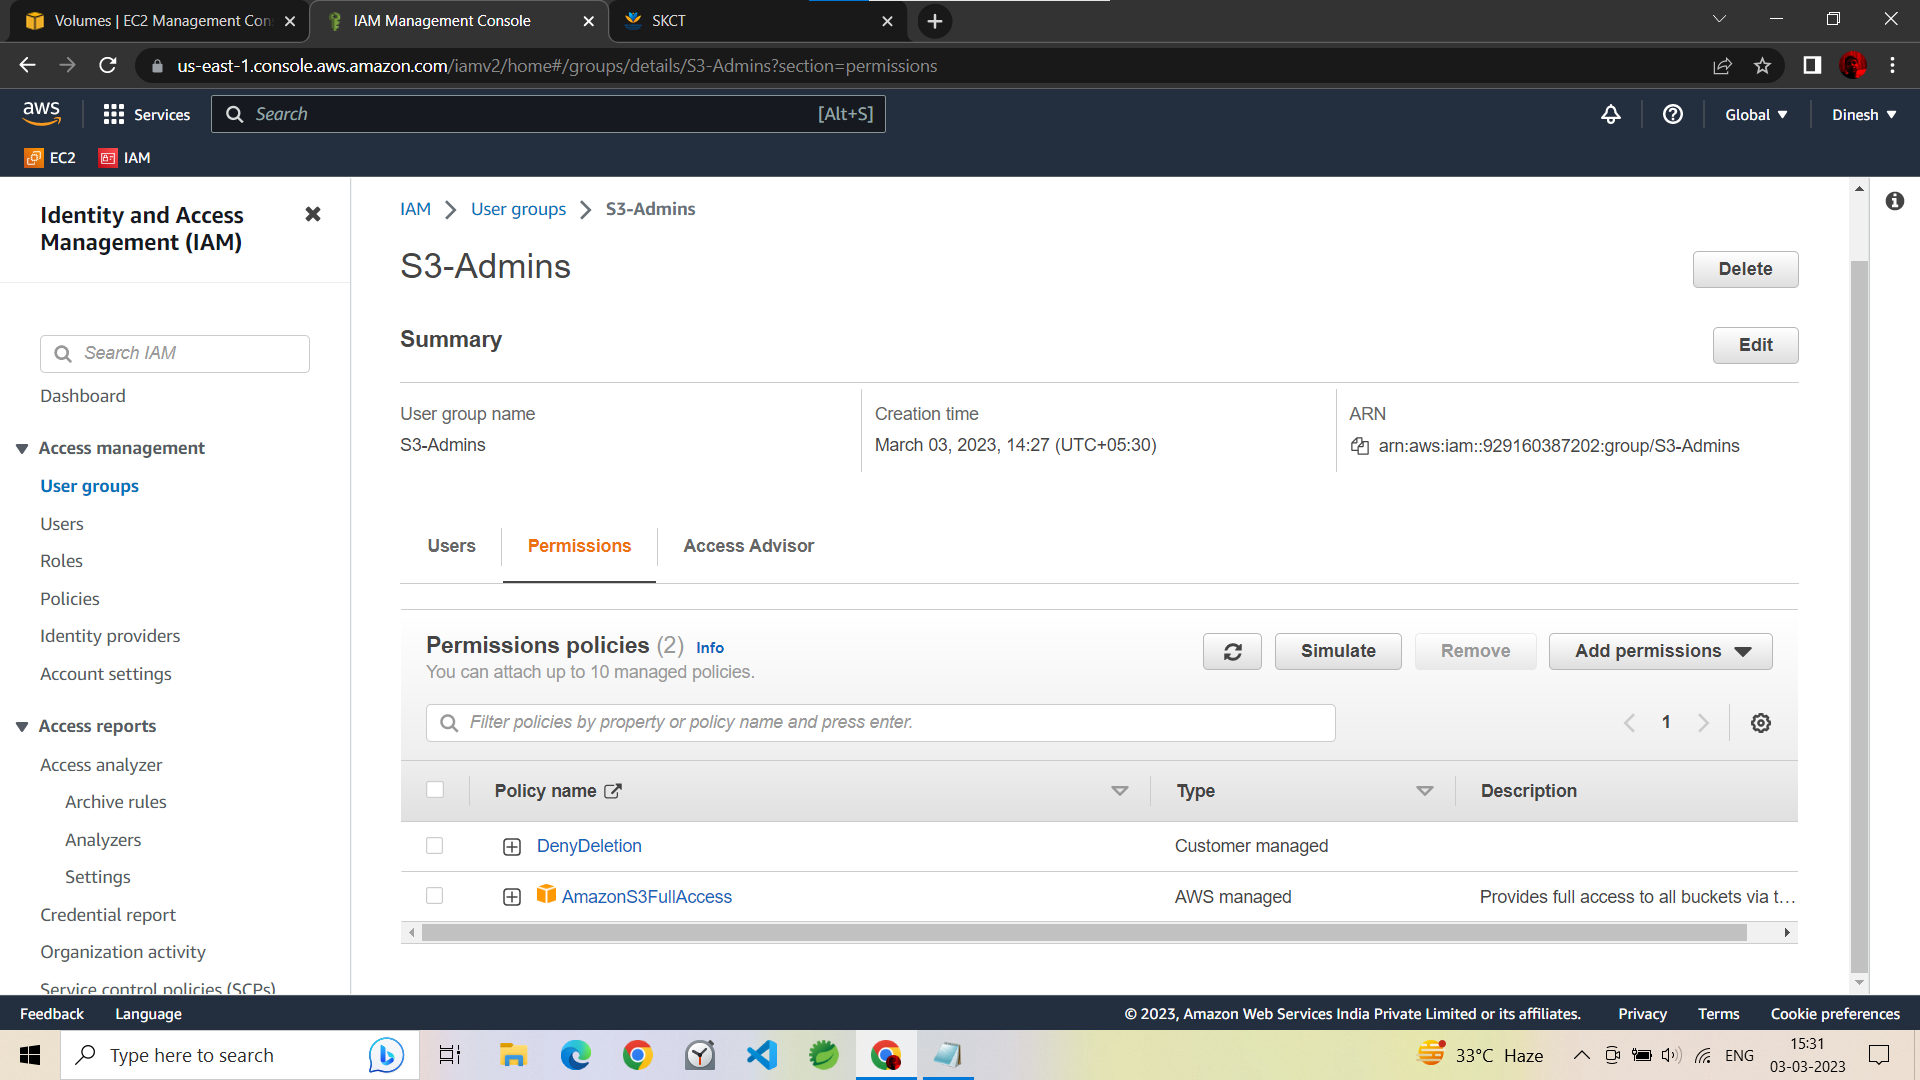 Volumes | EC2 Management Con
IAM Management Console
SKCT
us-east-1.console.aws.amazon.com/iamv2/home#/groups/details/S3-Admins?section=permissions
aws
Services
Search
[Alt+S]
Global
Dinesh
EC2
IAM
Identity and Access
Management (IAM)
Search IAM
Dashboard
Access management
User groups
Users
Roles
Policies
Identity providers
Account settings
Access reports
Access analyzer
Archive rules
Analyzers
Settings
Credential report
Organization activity
Service control policies (SCPs)
IAM
User groups
S3-Admins
S3-Admins
Delete
Summary
Edit
User group name
S3-Admins
Creation time
March 03, 2023, 14:27 (UTC+05:30)
ARN
arn:aws:iam::929160387202:group/S3-Admins
Users
Permissions
Access Advisor
Permissions policies (2) Info
You can attach up to 10 managed policies.
Simulate
Remove
Add permissions
Filter policies by property or policy name and press enter.
1
Policy name
Type
Description
DenyDeletion
Customer managed
AmazonS3FullAccess
AWS managed
Provides full access to all buckets via t...
Feedback
Language
© 2023, Amazon Web Services India Private Limited or its affiliates.
Privacy
Terms
Cookie preferences
Type here to search
33°C Haze
ENG
15:31
03-03-2023